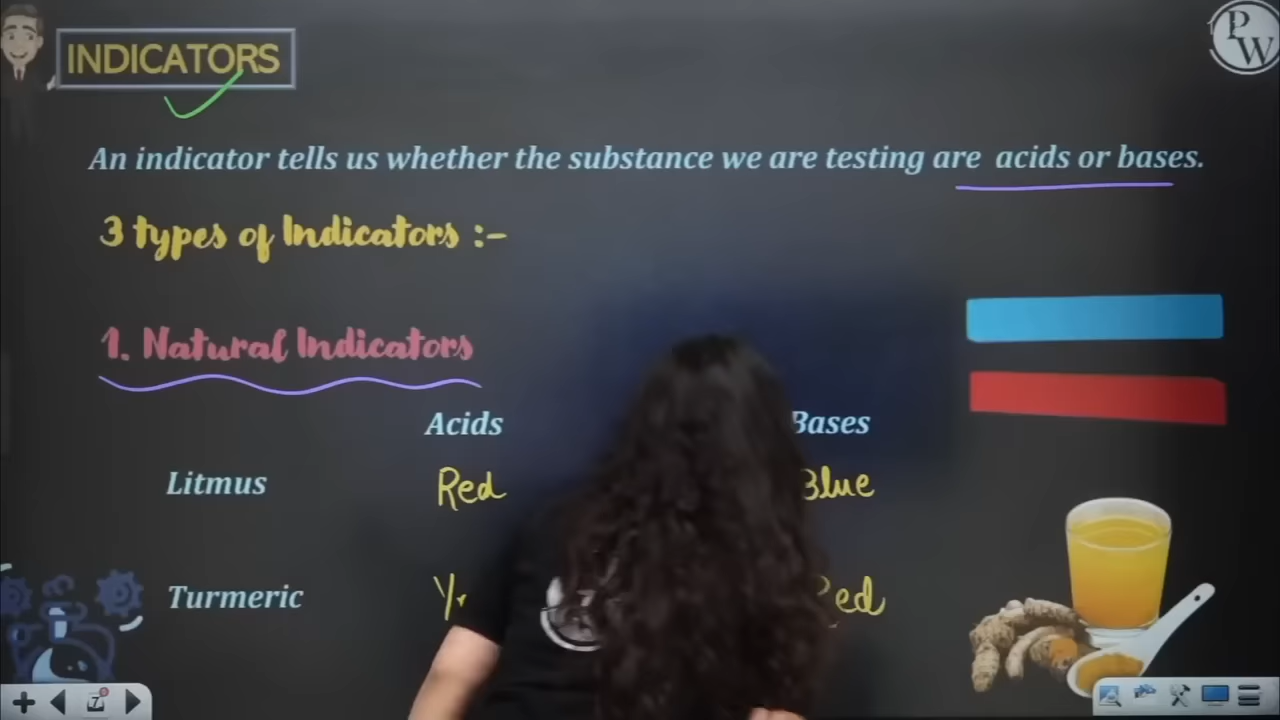 INDICATORS
PW
An indicator tells us whether the substance we are testing are acids or bases.
3 types of Indicators :-
1. Natural Indicators
Acids Bases
Litmus Red Blue
Turmeric